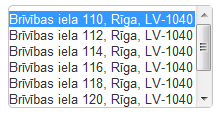 Brīvības iela 110, Rīga, LV-1040
Brīvības iela 112, Rīga, LV-1040
Brīvības iela 114, Rīga, LV-1040
Brīvības iela 116, Rīga, LV-1040
Brīvības iela 118, Rīga, LV-1040
Brīvības iela 120, Rīga, LV-1040